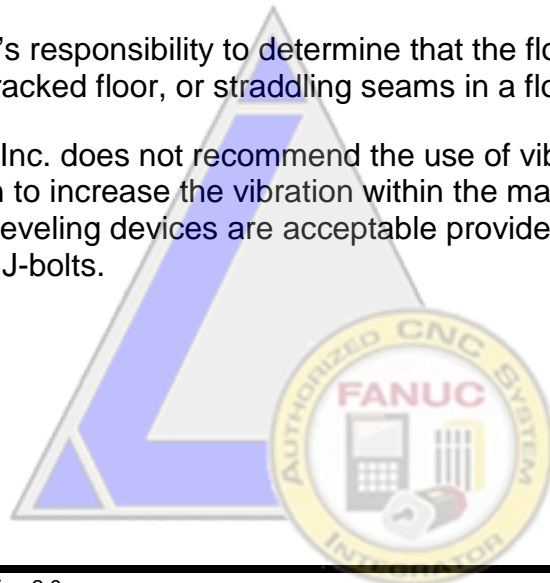 's responsibility to determine that the flo
racked floor, or straddling seams in a flo
Inc. does not recommend the use of vib
n to increase the vibration within the ma
eveling devices are acceptable provide
J-bolts.
AUTHORIZED CNC SYSTEM
FANUC
INTEGRATOR